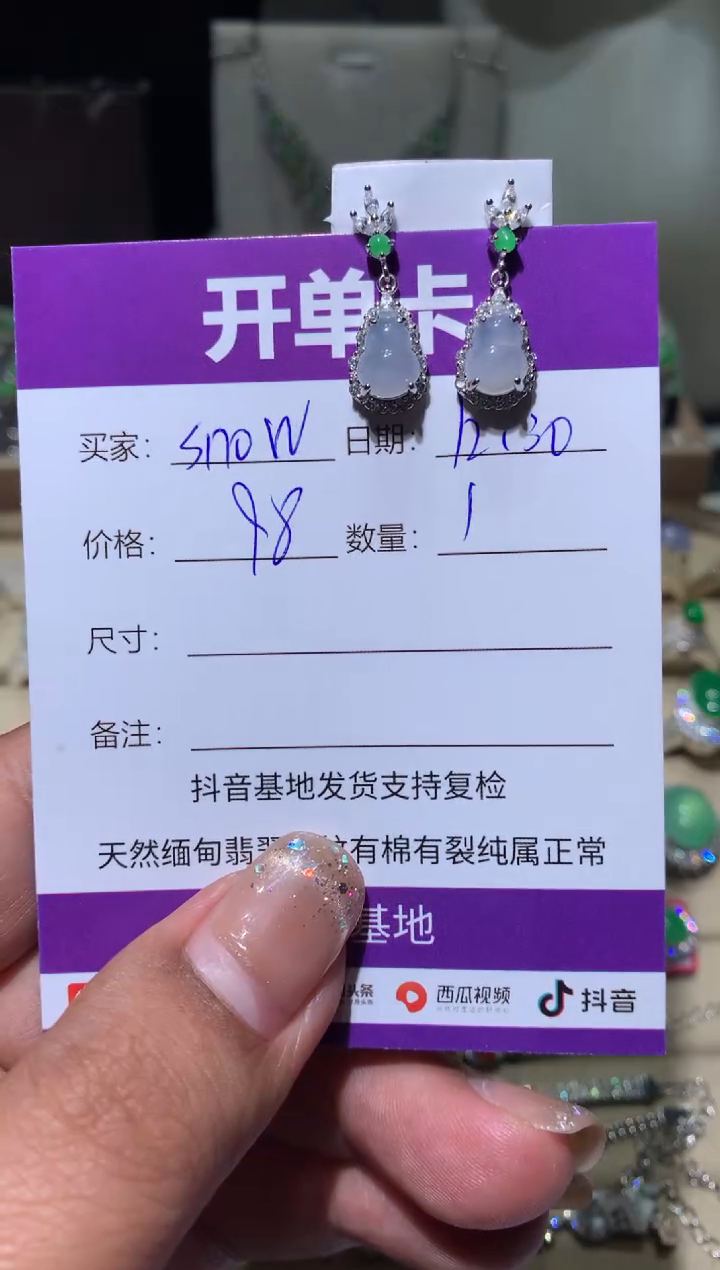 开单卡
买家： snow 日期： 12.30
价格： 98 数量： 1
尺寸：
备注：
抖音基地发货支持复检
天然缅甸翡 有棉有裂纯属正常
基地
头条 西瓜视频 抖音